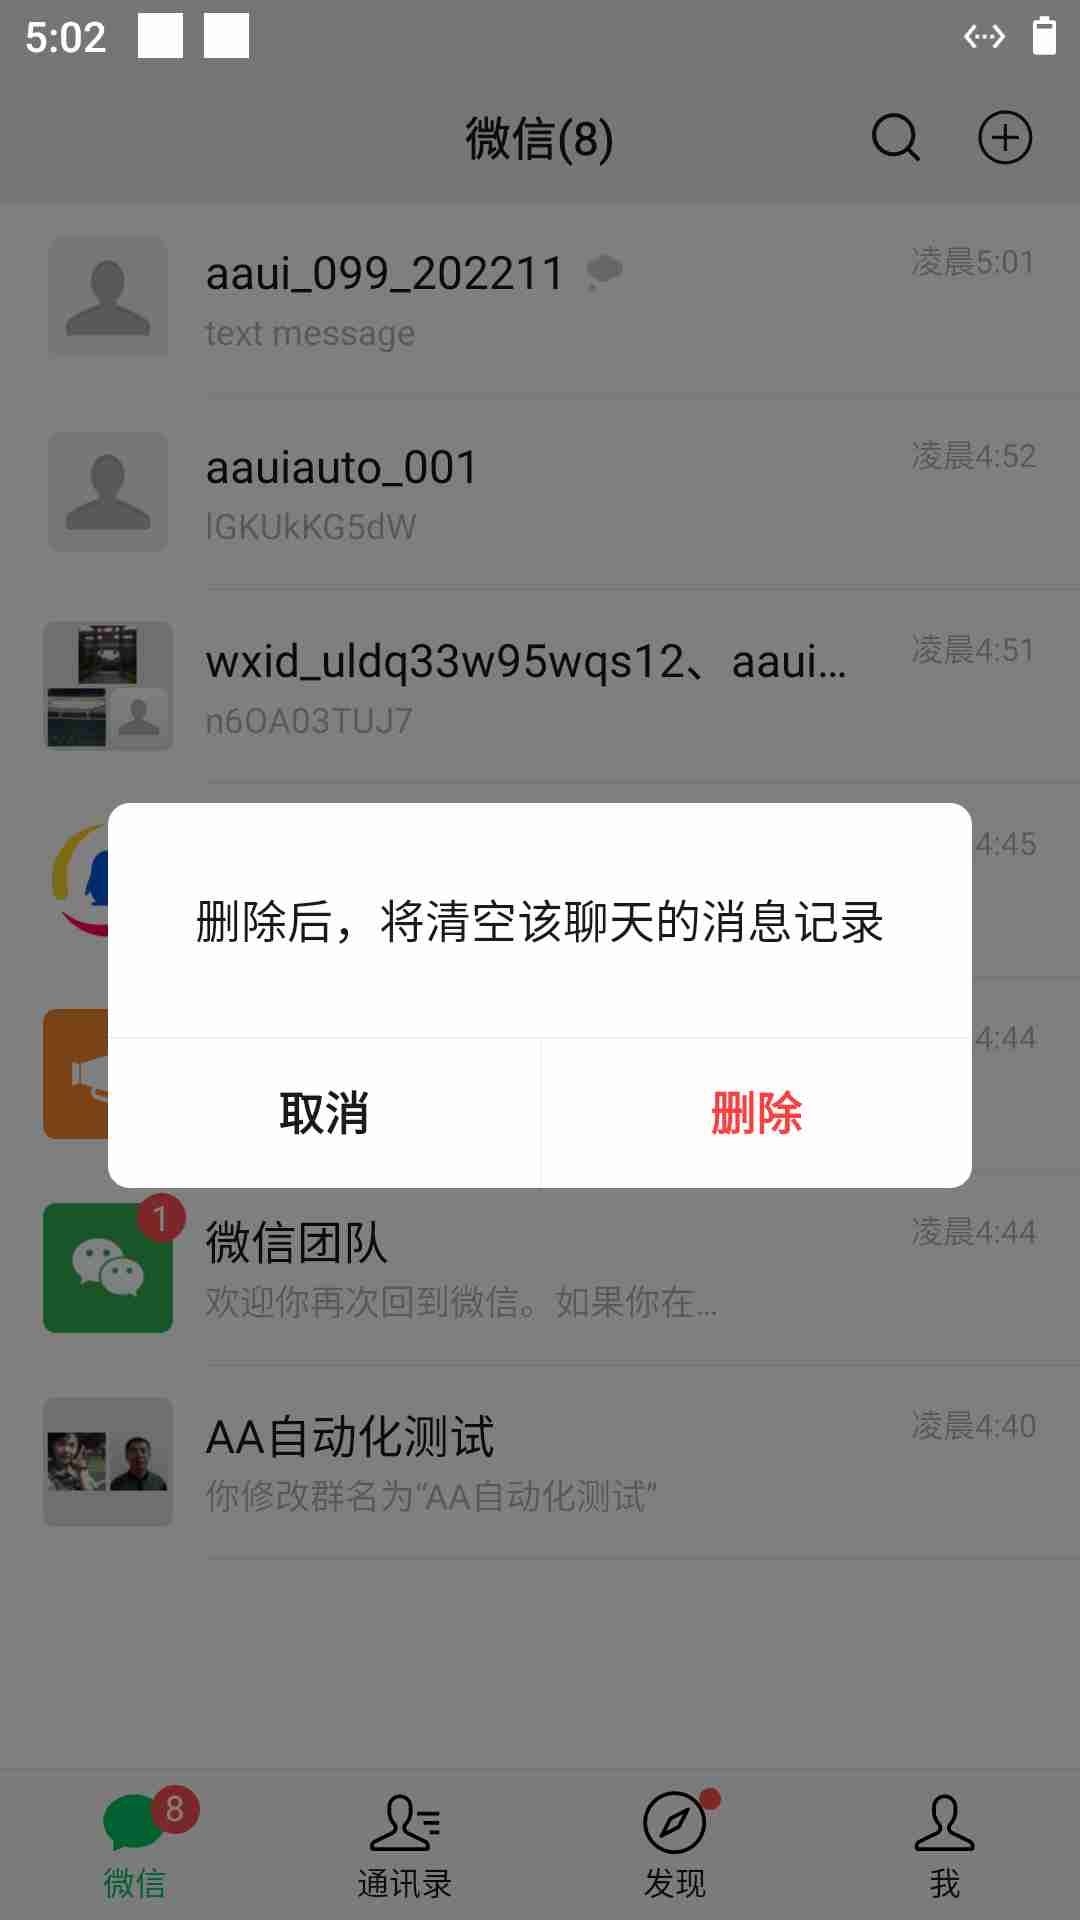 5:02
微信(8)
aaui_099_202211
凌晨5:01
text message
aauiauto_001
凌晨4:52
lGKUkKG5dW
wxid_uldq33w95wqs12、aaui...
凌晨4:51
n6OA03TUJ7
4:45
删除后，将清空该聊天的消息记录
4:44
取消
删除
1
微信团队
凌晨4:44
欢迎你再次回到微信。如果你在...
AA自动化测试
凌晨4:40
你修改群名为“AA自动化测试”
8
微信
通讯录
发现
我